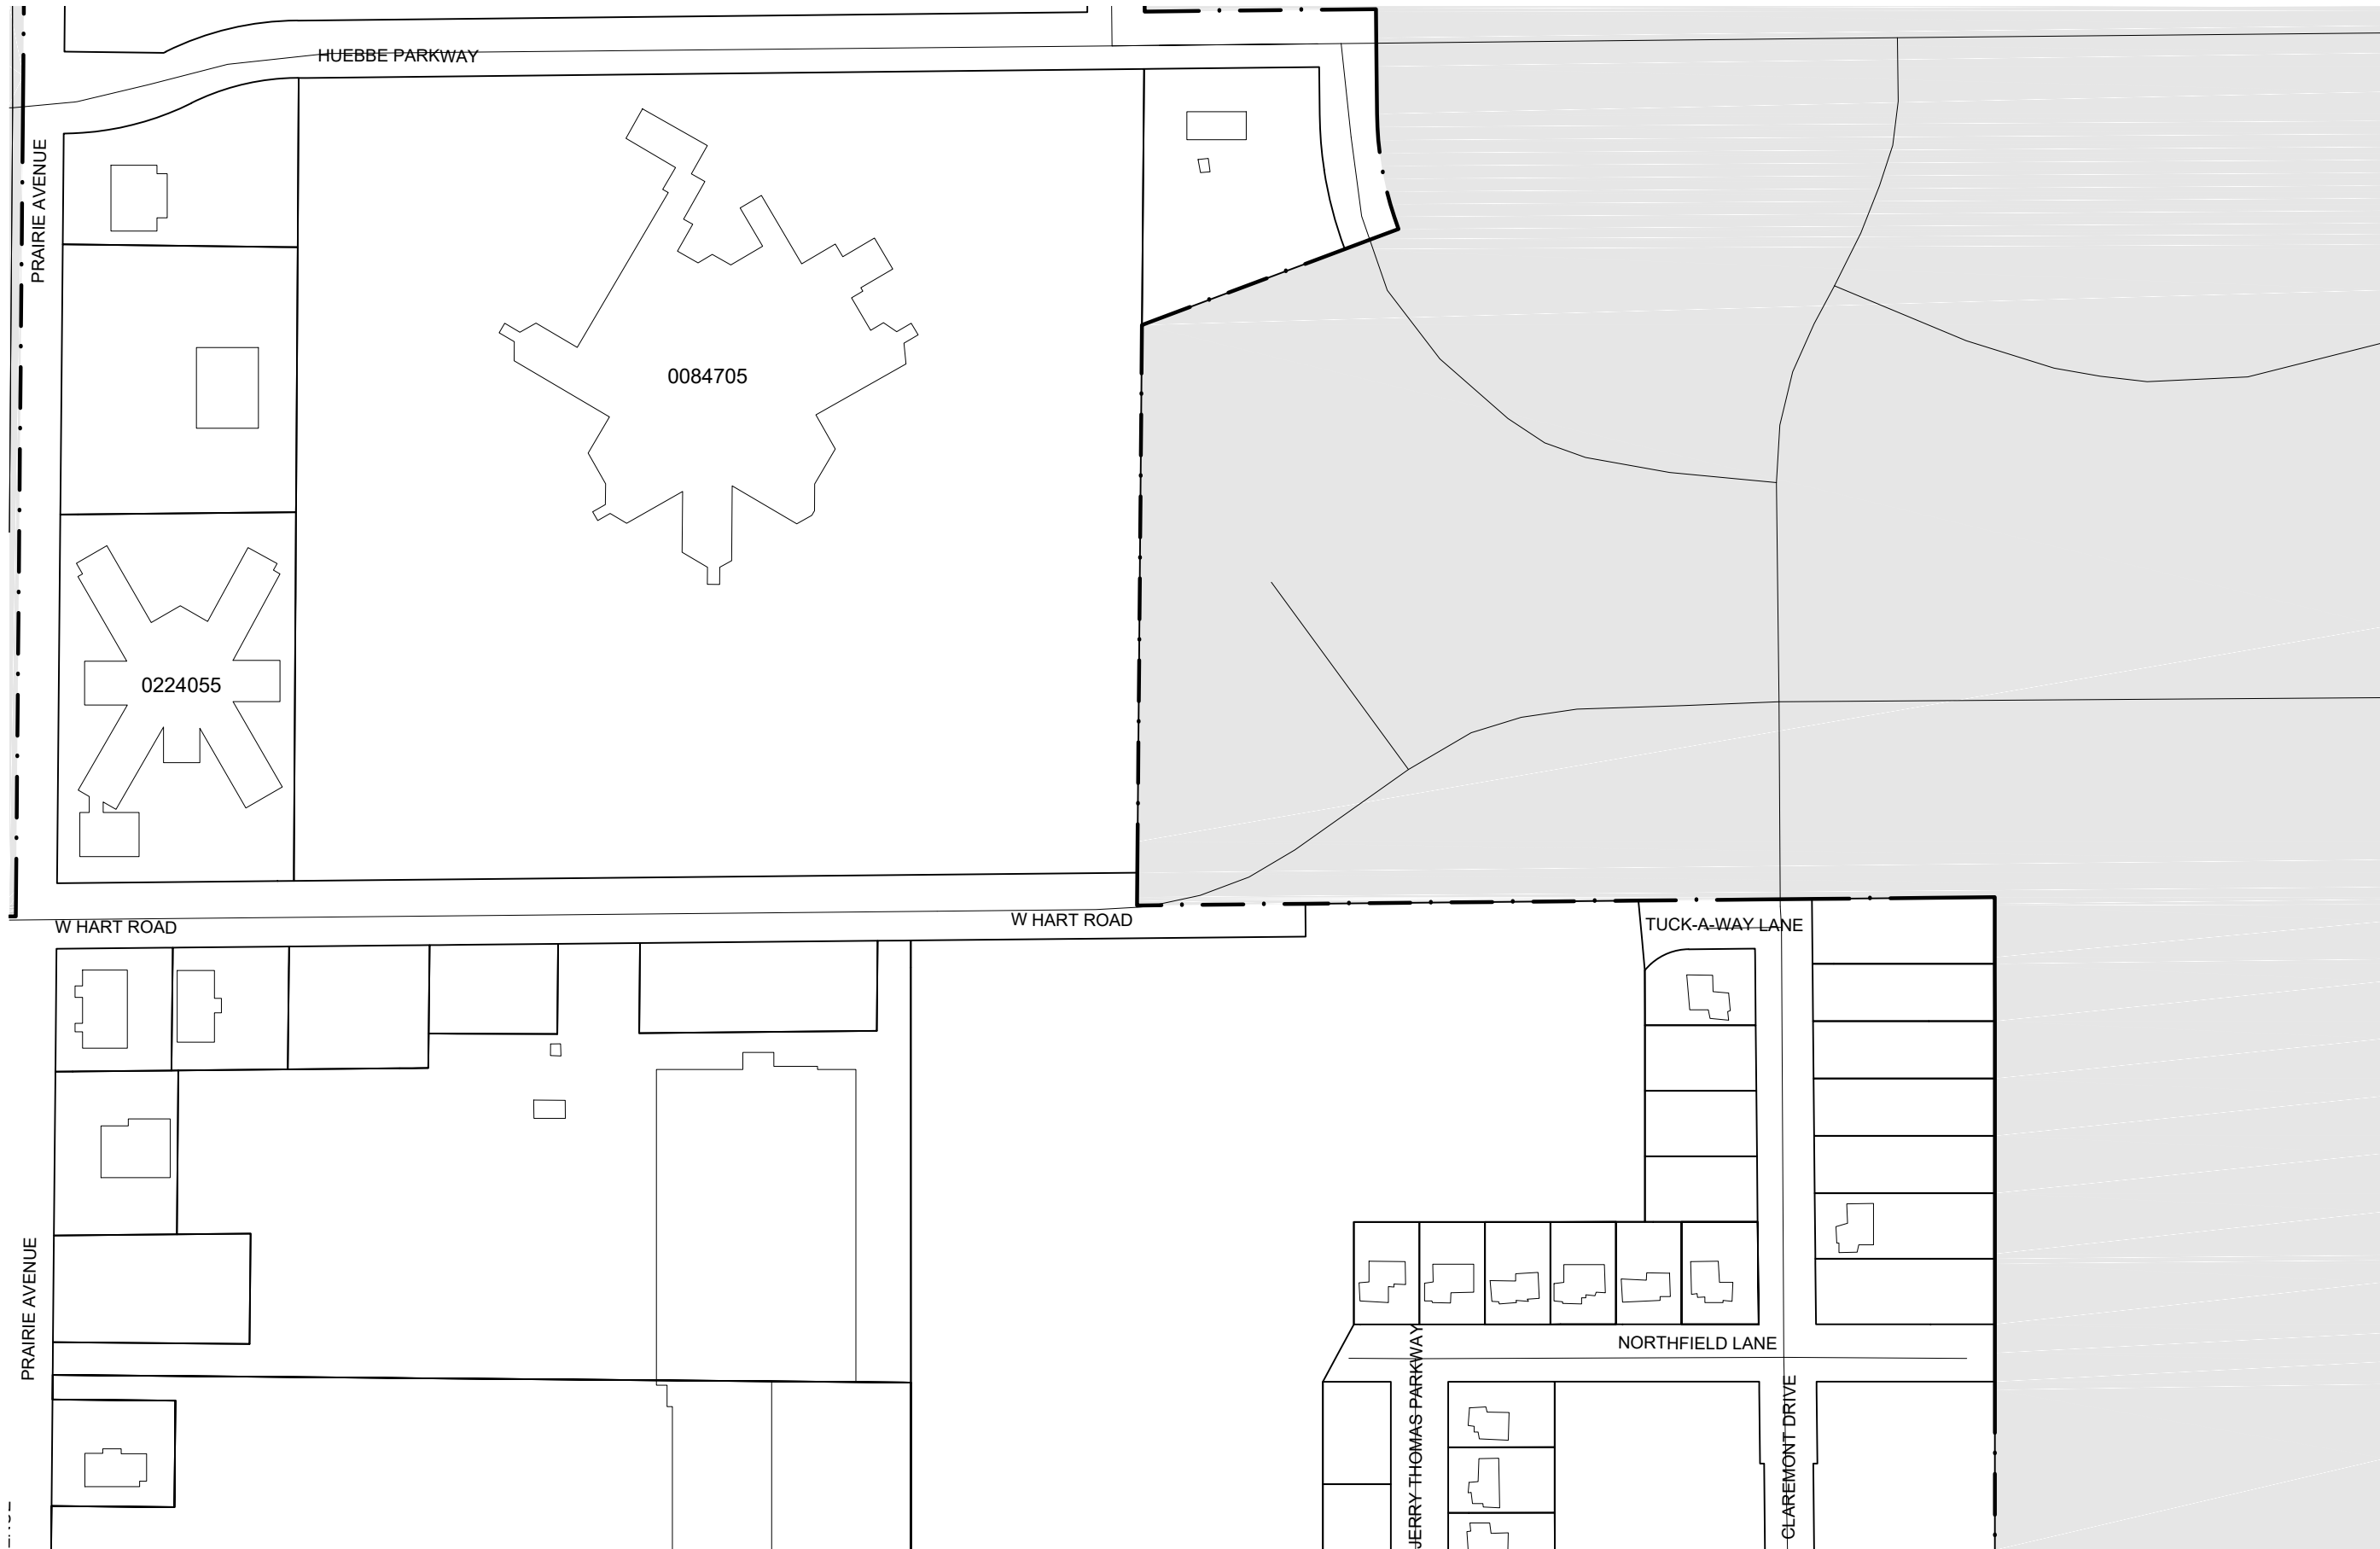 HUEBBE PARKWAY
PRAIRIE AVENUE
0084705
0224055
W HART ROAD
W HART ROAD
TUCK-A-WAY LANE
PRAIRIE AVENUE
NORTHFIELD LANE
JERRY THOMAS PARKWAY
CLAREMONT DRIVE